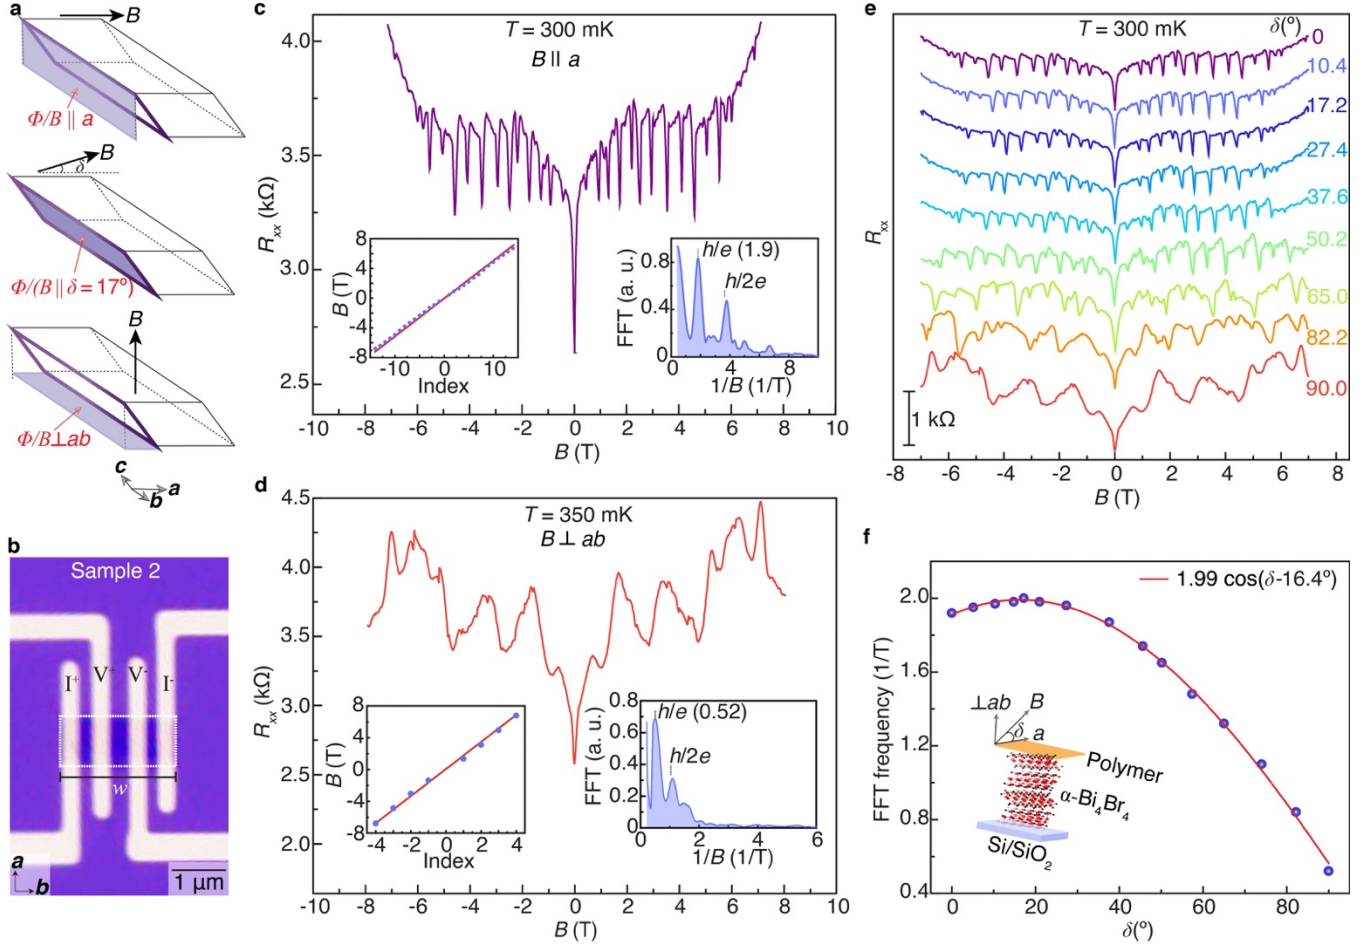 a
B
Φ/B || a
B
δ
Φ/(B || δ = 17º)
B
Φ/B⊥ab
c
a
b
b
Sample 2
I⁺
V⁺
V⁻
I⁻
w
a
b
1 μm
c
T = 300 mK
B || a
4.0
3.5
3.0
2.5
Rxx (kΩ)
-10 -8 -6 -4 -2 0 2 4 6 8 10
B (T)
8
4
0
-4
-8
B (T)
-10 0 10
Index
h/e (1.9)
h/2e
0.8
0.4
0
FFT (a. u.)
0 4 8
1/B (1/T)
d
T = 350 mK
B ⊥ ab
4.5
4.0
3.5
3.0
2.5
2.0
Rxx (kΩ)
-10 -8 -6 -4 -2 0 2 4 6 8 10
B (T)
8
4
0
-4
-8
B (T)
-4 -2 0 2 4
Index
h/e (0.52)
h/2e
0.8
0.6
0.3
0
FFT (a. u.)
0 2 4 6
1/B (1/T)
e
T = 300 mK
δ(º)
0
10.4
17.2
27.4
37.6
50.2
65.0
82.2
90.0
1 kΩ
Rxx
-8 -6 -4 -2 0 2 4 6 8
B (T)
f
1.99 cos(δ-16.4º)
2.0
1.6
1.2
0.8
0.4
FFT frequency (1/T)
⊥ab
B
δ
a
Polymer
α-Bi₄Br₄
Si/SiO₂
0 20 40 60 80
δ(º)